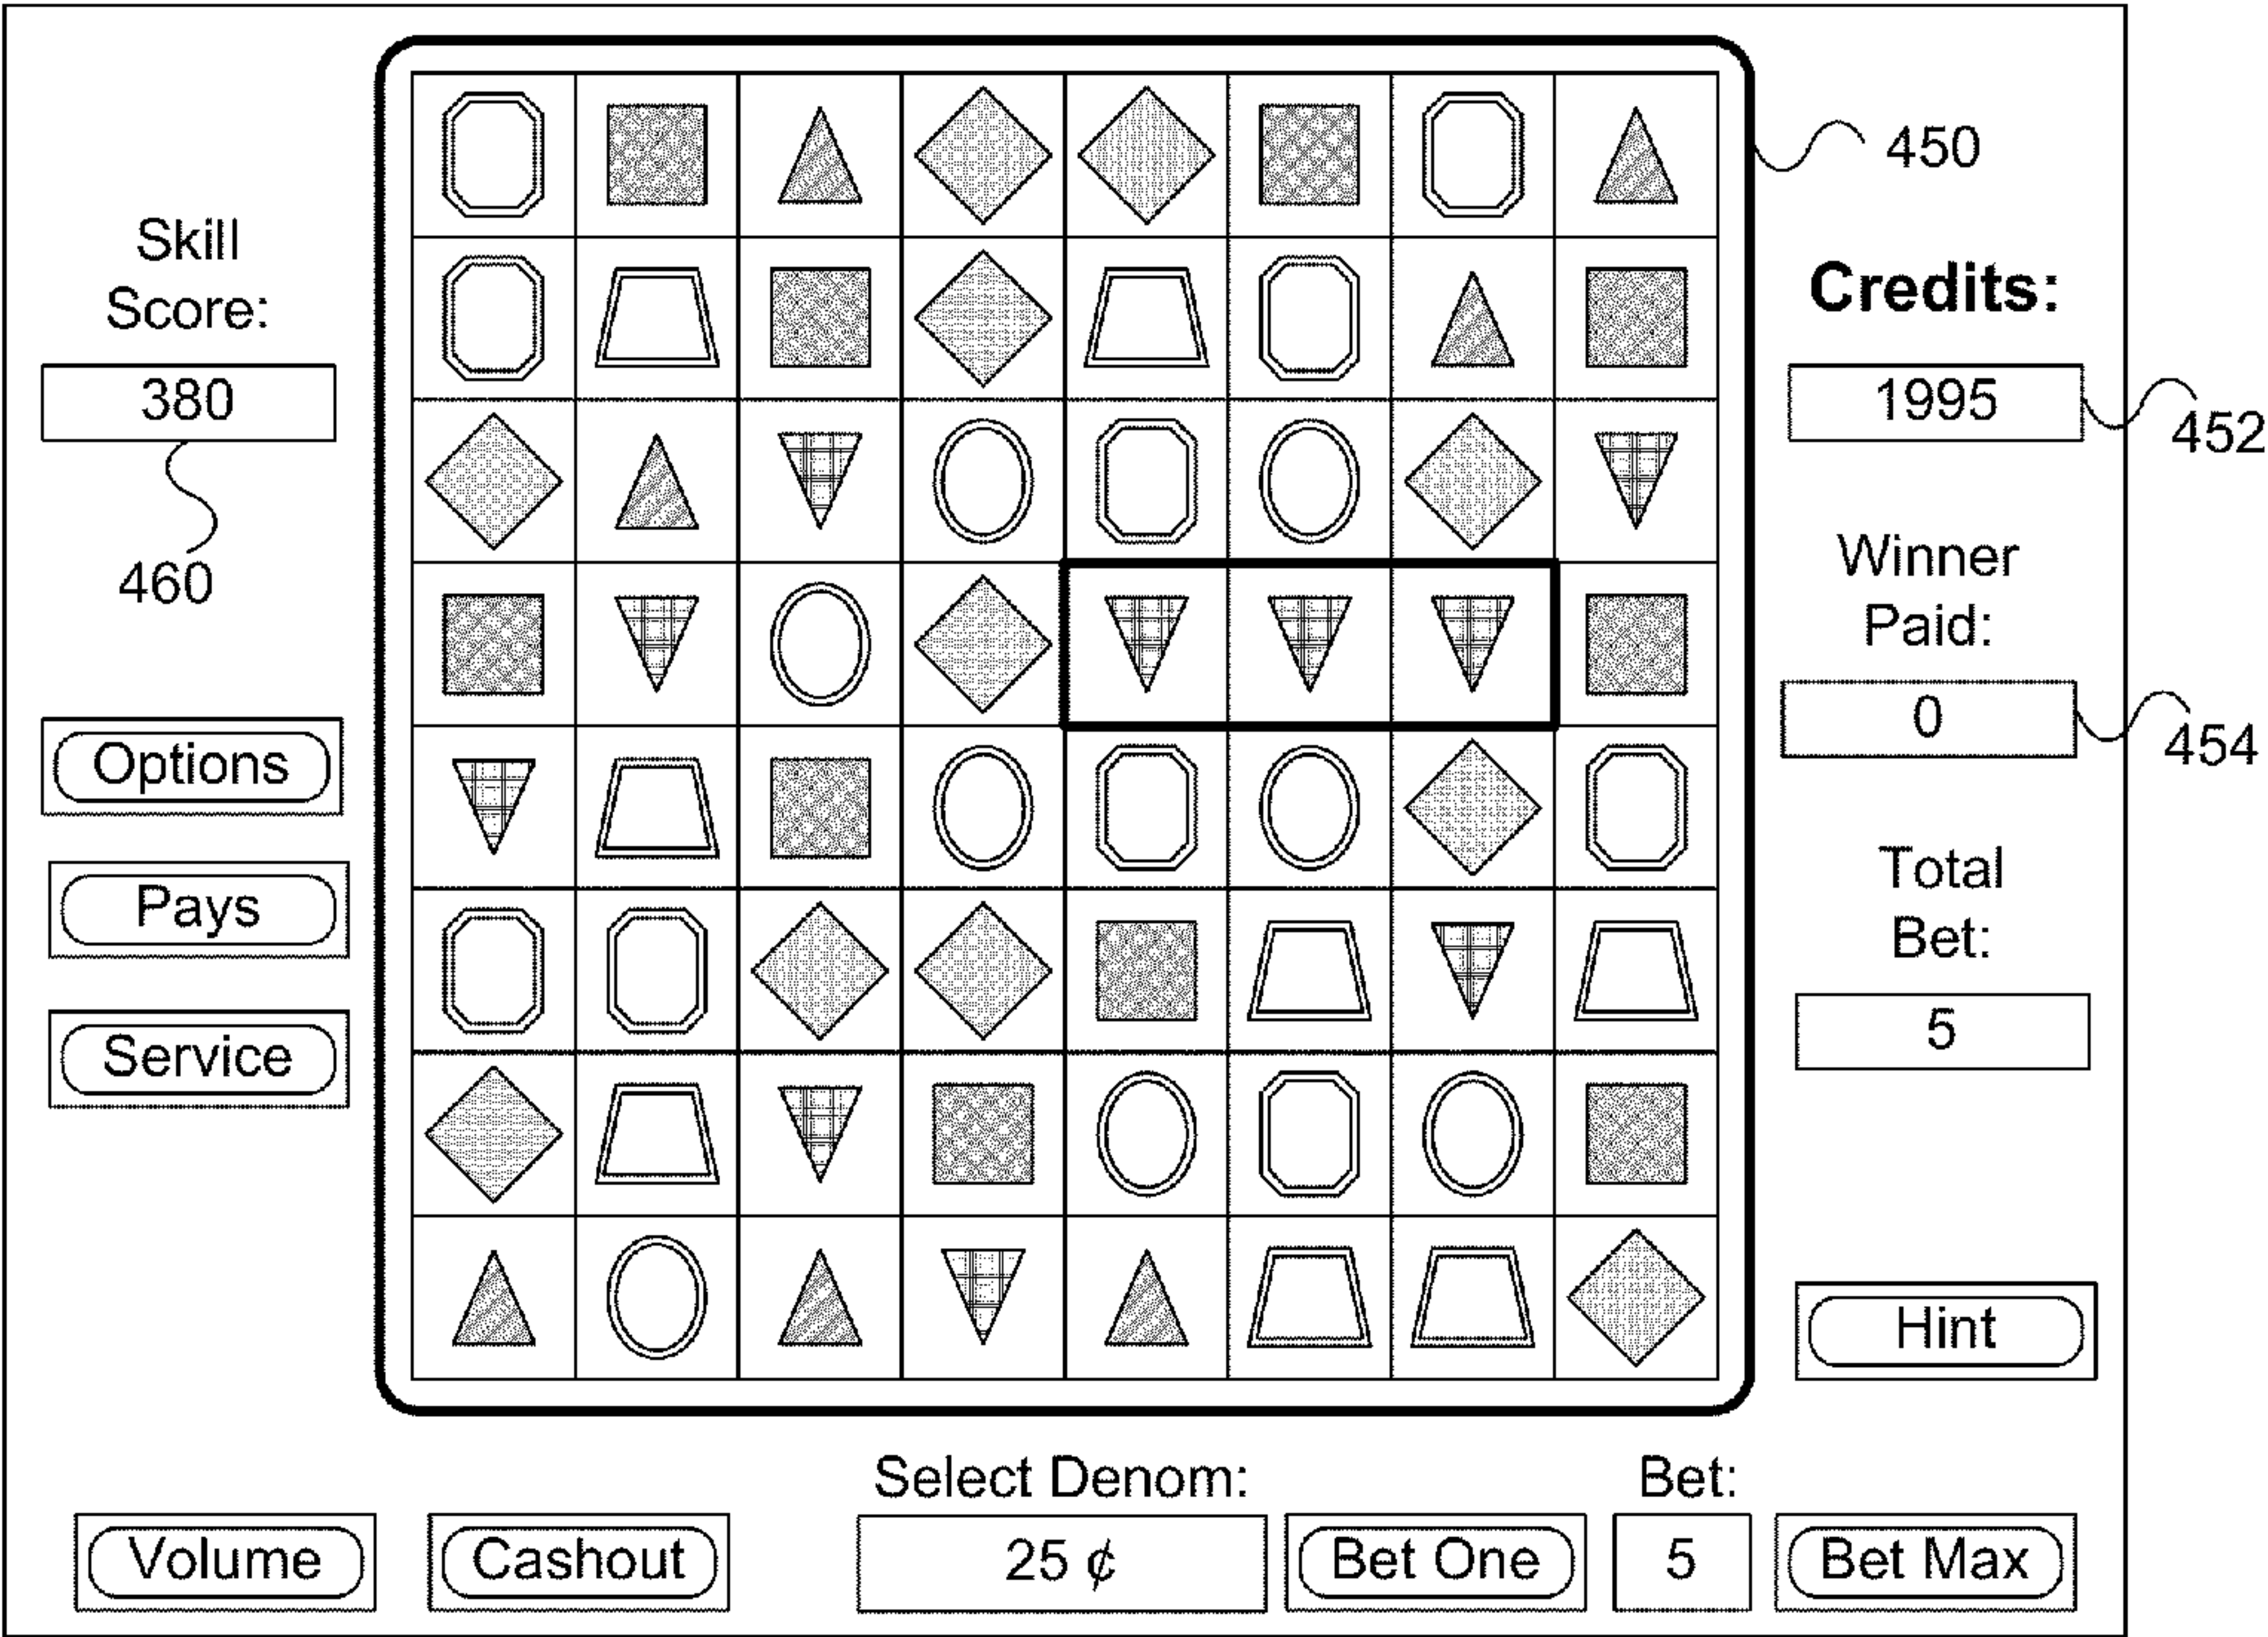 450
Skill
Score:
380
460
Credits:
1995
452
Winner
Paid:
0
454
Options
Pays
Service
Total
Bet:
5
Hint
Select Denom:
Bet:
Volume
Cashout
25 ¢
Bet One
5
Bet Max